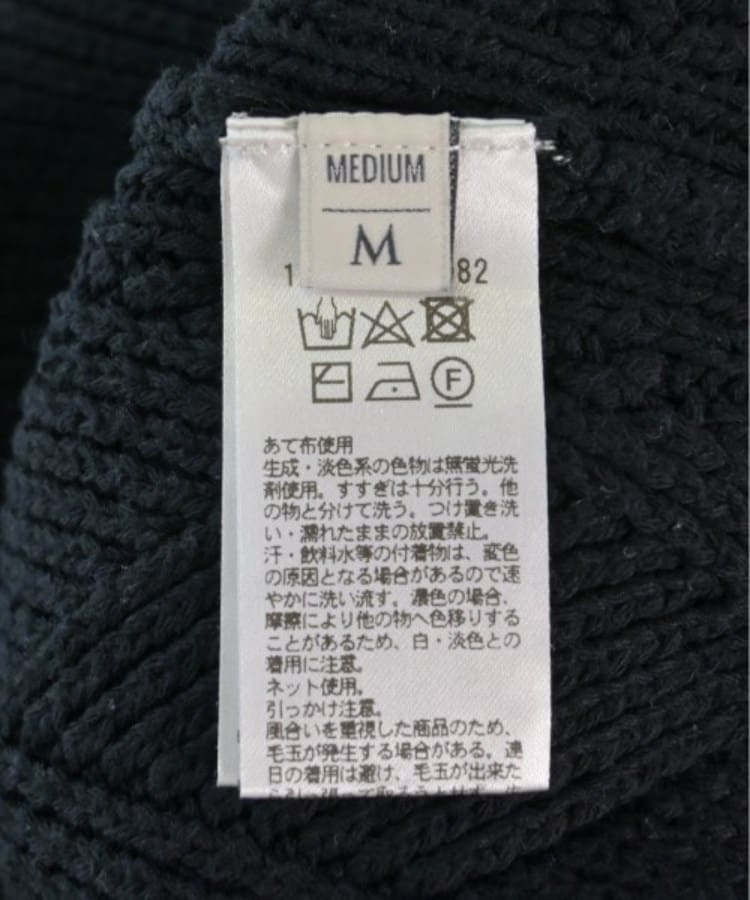 MEDIUM
M
1 82
F
あて布使用
生成・淡色系の色物は無蛍光洗
剤使用。すすぎは十分行う。他
の物と分けて洗う。つけ置き洗
い・濡れたままの放置禁止。
汗・飲料水等の付着物は、変色
の原因となる場合があるので速
やかに洗い流す。濃色の場合、
摩擦により他の物へ色移りする
ことがあるため、白・淡色との
着用に注意。
ネット使用。
引っかけ注意。
風合いを重視した商品のため、
毛玉が発生する場合がある。連
日の着用は避け、毛玉が出来た